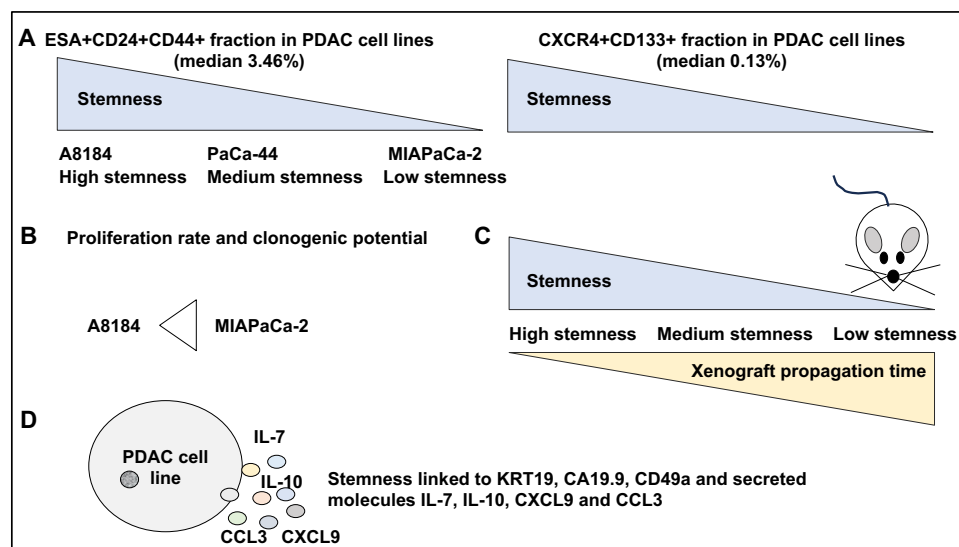 A
ESA+CD24+CD44+ fraction in PDAC cell lines
(median 3.46%)
CXCR4+CD133+ fraction in PDAC cell lines
(median 0.13%)
Stemness
Stemness
A8184
PaCa-44
MIAPaCa-2
High stemness
Medium stemness
Low stemness
B
Proliferation rate and clonogenic potential
A8184
MIAPaCa-2
C
Stemness
High stemness
Medium stemness
Low stemness
Xenograft propagation time
D
PDAC cell
line
IL-7
IL-10
CCL3
CXCL9
Stemness linked to KRT19, CA19.9, CD49a and secreted
molecules IL-7, IL-10, CXCL9 and CCL3